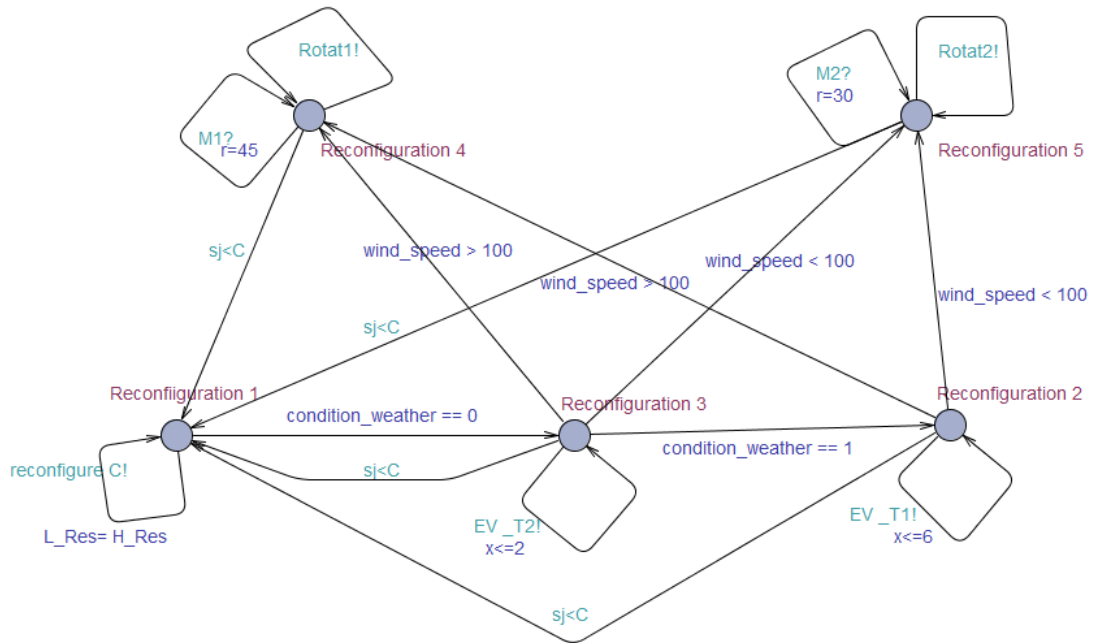 Rotat1!
Rotat2!
M2?
r=30
M1?
r=45
Reconfiguration 4
Reconfiguration 5
sj<C
wind_speed > 100
wind_speed < 100
wind_speed > 100
wind_speed < 100
sj<C
Reconfiiguration 1
Reconfiguration 3
Reconfiguration 2
condition_weather == 0
condition_weather == 1
reconfigure C!
sj<C
L_Res= H_Res
EV _T2!
x<=2
EV _T1!
x<=6
sj<C